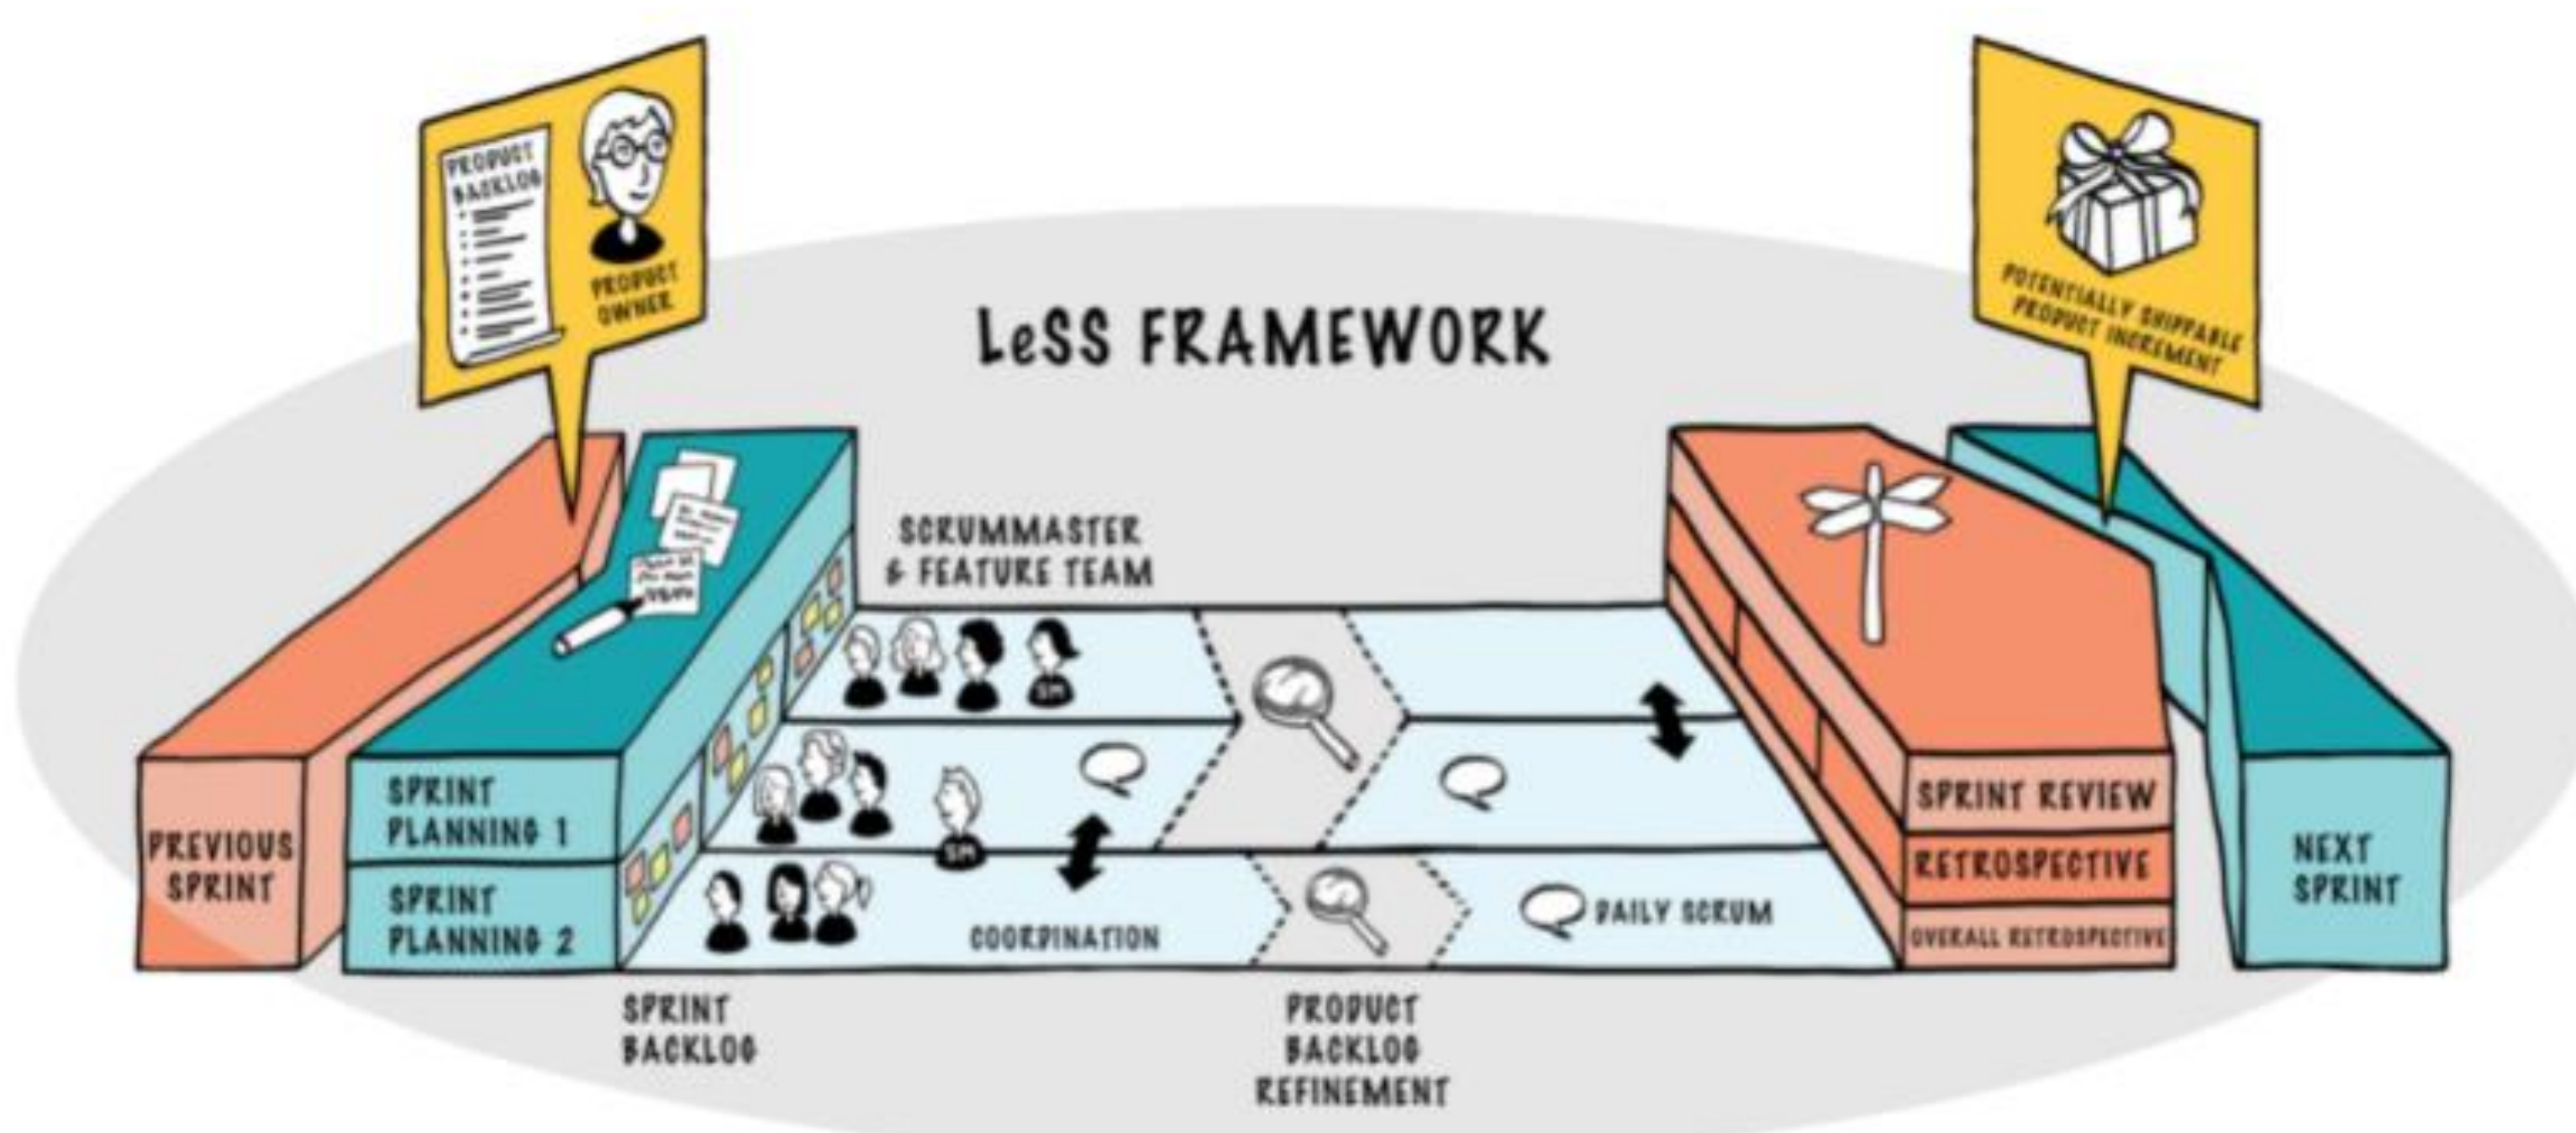 PRODUCT
BACKLOG
PRODUCT
OWNER
POTENTIALLY SHIPPABLE
PRODUCT INCREMENT
LeSS FRAMEWORK
SCRUMMASTER
& FEATURE TEAM
SM
SM
PREVIOUS
SPRINT
SPRINT
PLANNING 1
SPRINT
PLANNING 2
COORDINATION
DAILY SCRUM
SPRINT REVIEW
RETROSPECTIVE
OVERALL RETROSPECTIVE
NEXT
SPRINT
SPRINT
BACKLOG
PRODUCT
BACKLOG
REFINEMENT